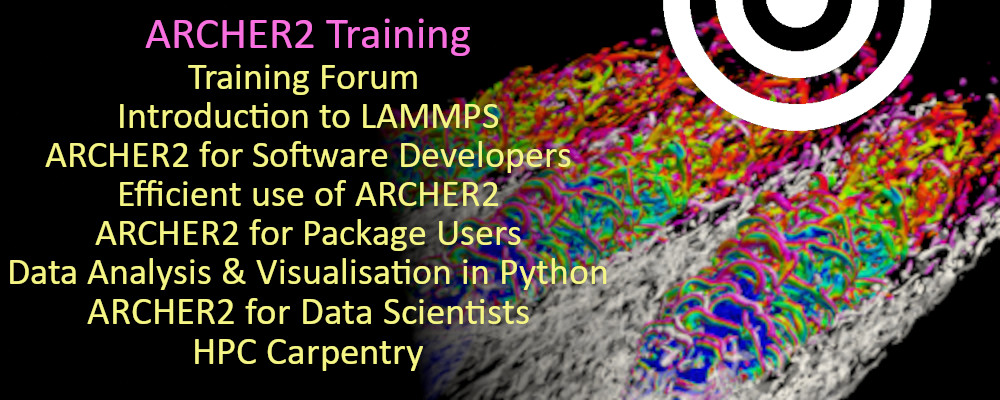 ARCHER2 Training
Training Forum
Introduction to LAMMPS
ARCHER2 for Software Developers
Efficient use of ARCHER2
ARCHER2 for Package Users
Data Analysis & Visualisation in Python
ARCHER2 for Data Scientists
HPC Carpentry